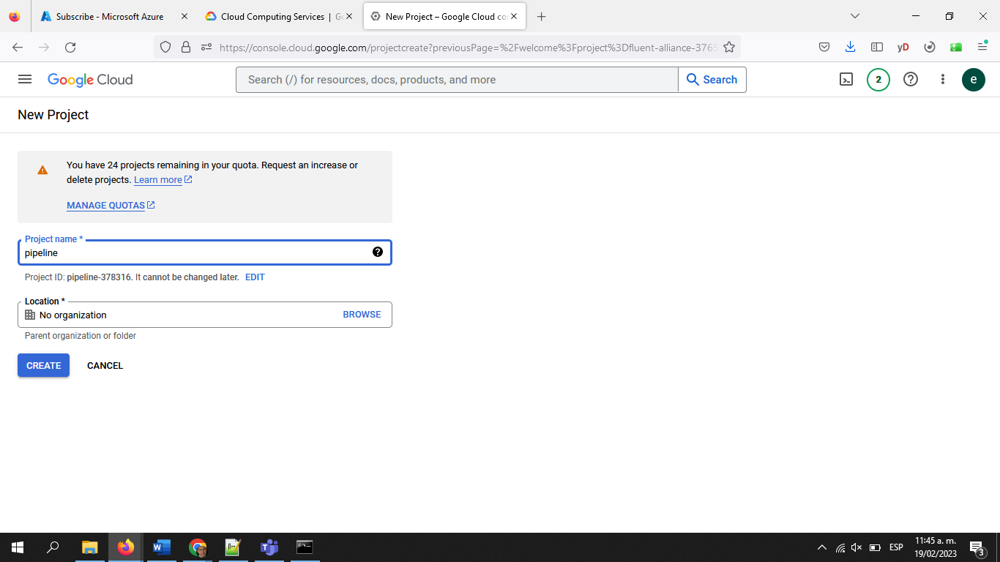 Subscribe - Microsoft Azure
Cloud Computing Services | Go
New Project – Google Cloud co
https://console.cloud.google.com/projectcreate?previousPage=%2Fwelcome%3Fproject%3Dfluent-alliance-3765
yD
Google Cloud
Search (/) for resources, docs, products, and more
Search
2
e
New Project
You have 24 projects remaining in your quota. Request an increase or
delete projects. Learn more
MANAGE QUOTAS
Project name *
pipeline
Project ID: pipeline-378316. It cannot be changed later. EDIT
Location *
No organization
BROWSE
Parent organization or folder
CREATE
CANCEL
ESP
11:45 a. m.
19/02/2023
3